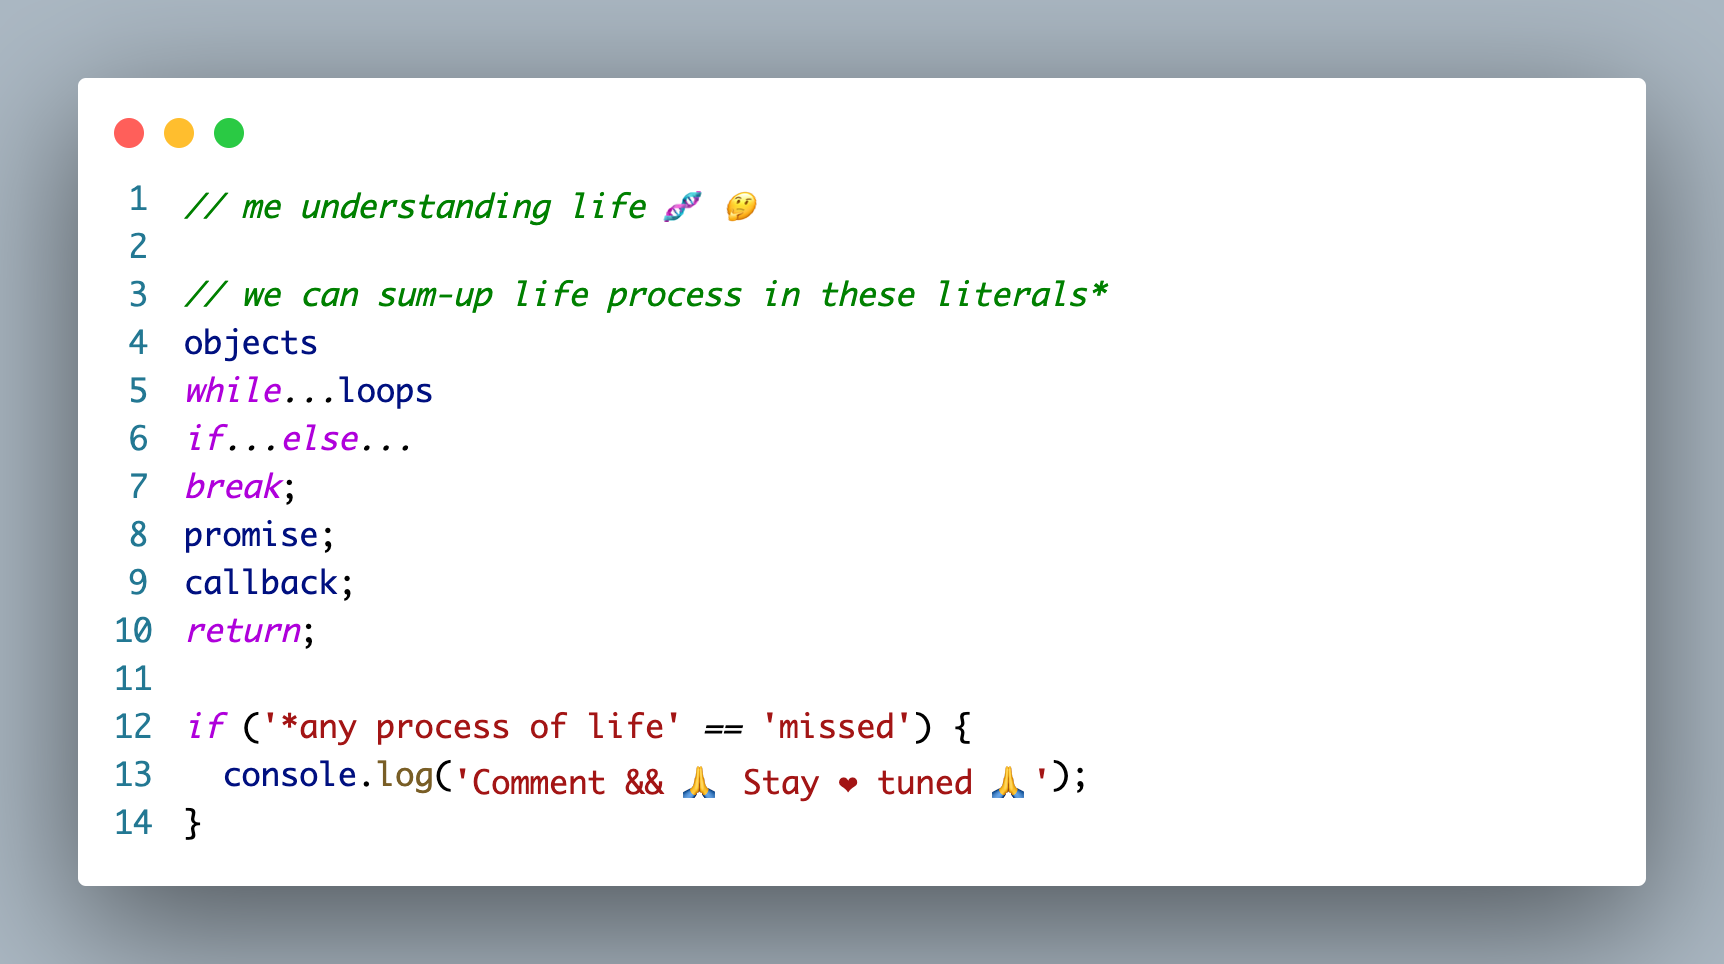 1 // me understanding life 🧬 🤔
2
3 // we can sum-up life process in these literals*
4 objects
5 while...loops
6 if...else...
7 break;
8 promise;
9 callback;
10 return;
11
12 if ('*any process of life' == 'missed') {
13   console.log('Comment && 🙏 Stay ❤ tuned 🙏');
14 }